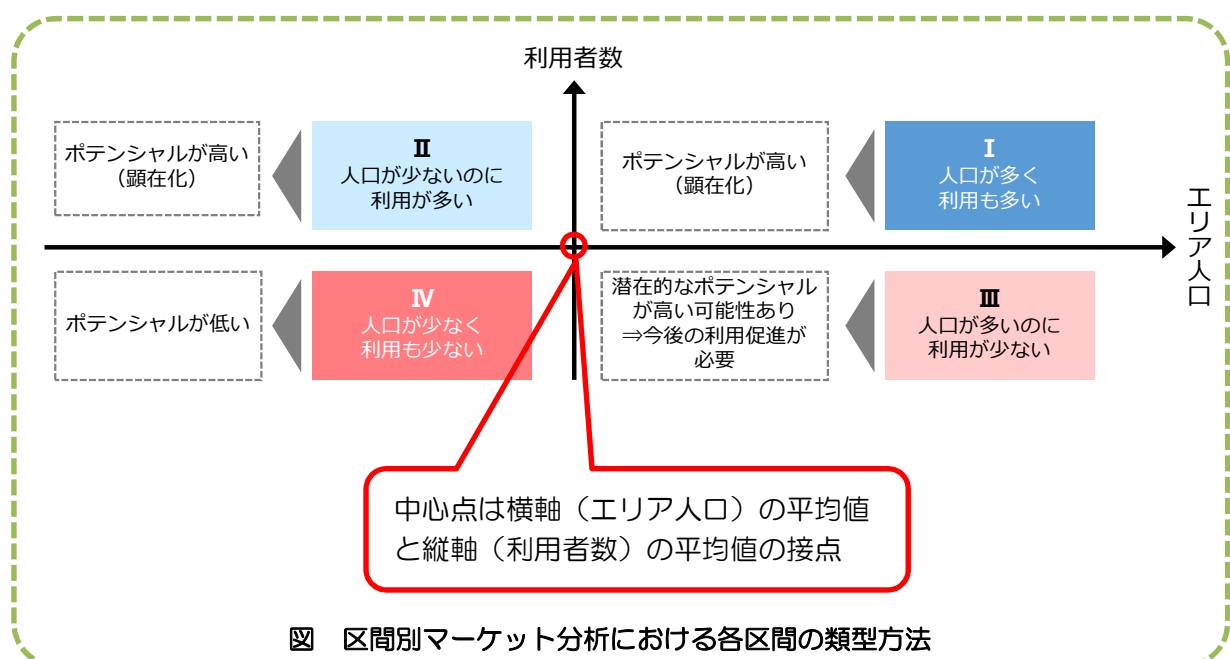 利用者数
ポテンシャルが高い
(顕在化)
Ⅱ
人口が少ないのに
利用が多い
ポテンシャルが高い
(顕在化)
Ⅰ
人口が多く
利用も多い
エリア人口
ポテンシャルが低い
Ⅳ
人口が少なく
利用も少ない
潜在的なポテンシャル
が高い可能性あり
⇒今後の利用促進が
必要
Ⅲ
人口が多いのに
利用が少ない
中心点は横軸（エリア人口）の平均値
と縦軸（利用者数）の平均値の接点
図　区間別マーケット分析における各区間の類型方法